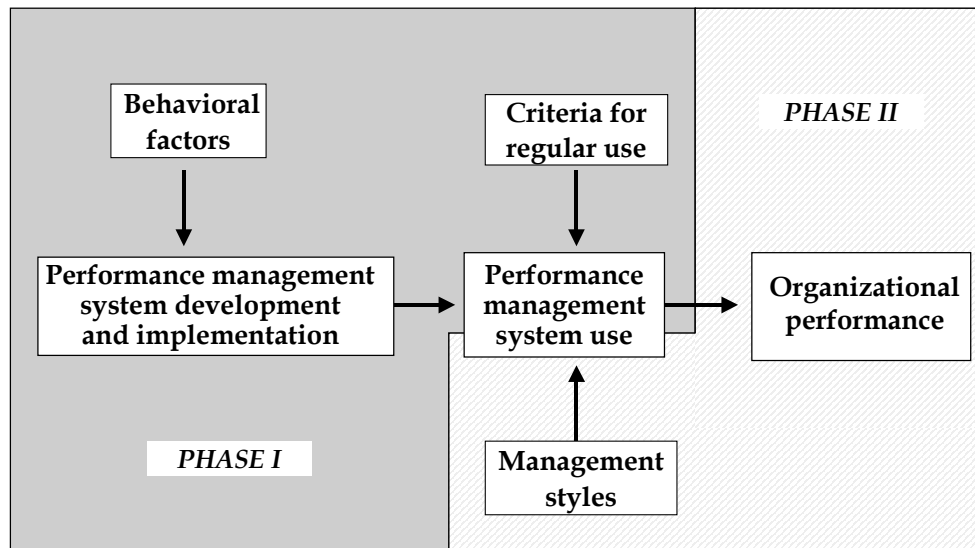 Behavioral
factors
Criteria for
regular use
PHASE II
Performance management
system development
and implementation
Performance
management
system use
Organizational
performance
PHASE I
Management
styles